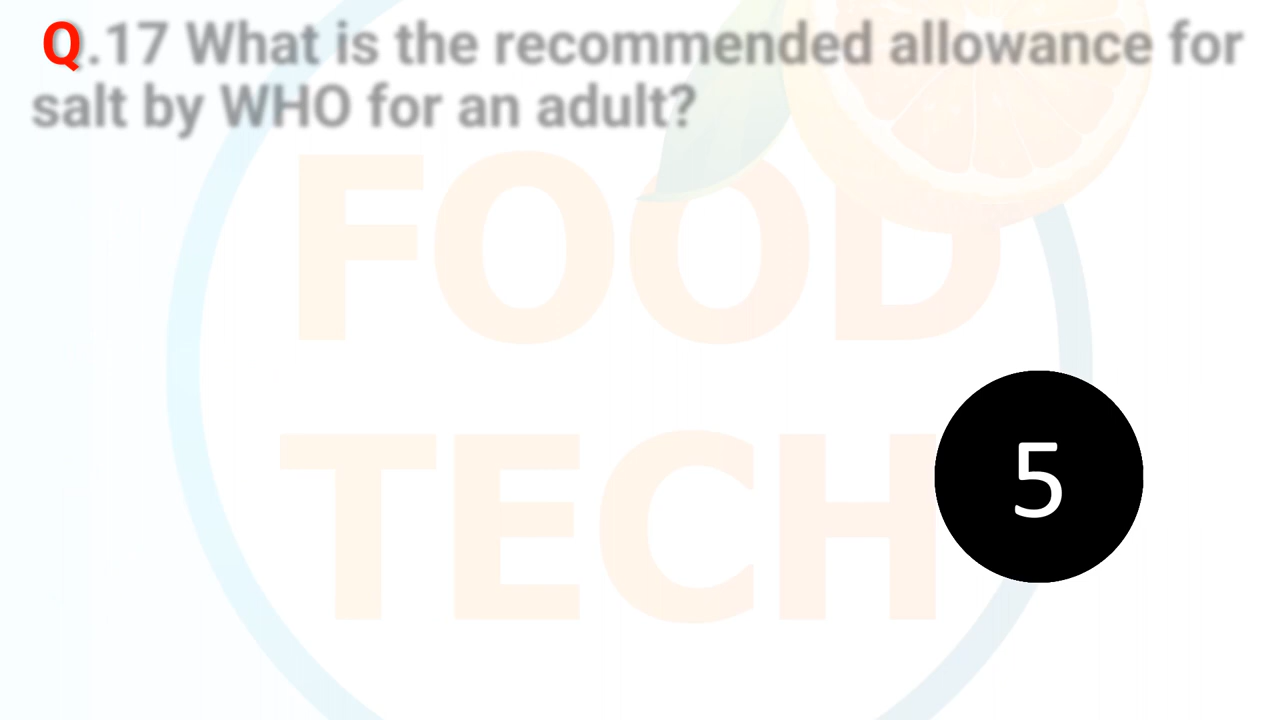 Q.17 What is the recommended allowance for
salt by WHO for an adult?
FOOD
TECH
5